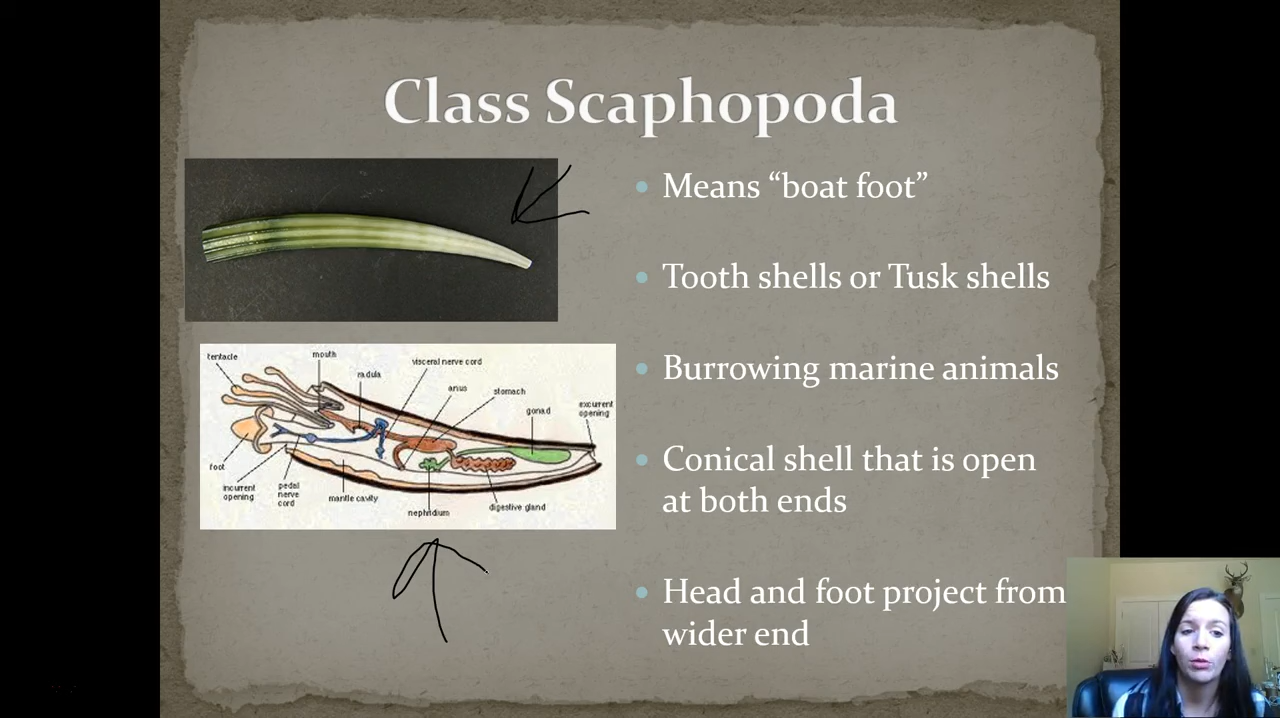 Class Scaphopoda
Means “boat foot”
Tooth shells or Tusk shells
Burrowing marine animals
Conical shell that is open
at both ends
Head and foot project from
wider end
tentacle
mouth
radula
visceral nerve cord
anus
stomach
gonad
excurrent
opening
foot
incurrent
opening
pedal
nerve
cord
mantle cavity
nephridium
digestive gland